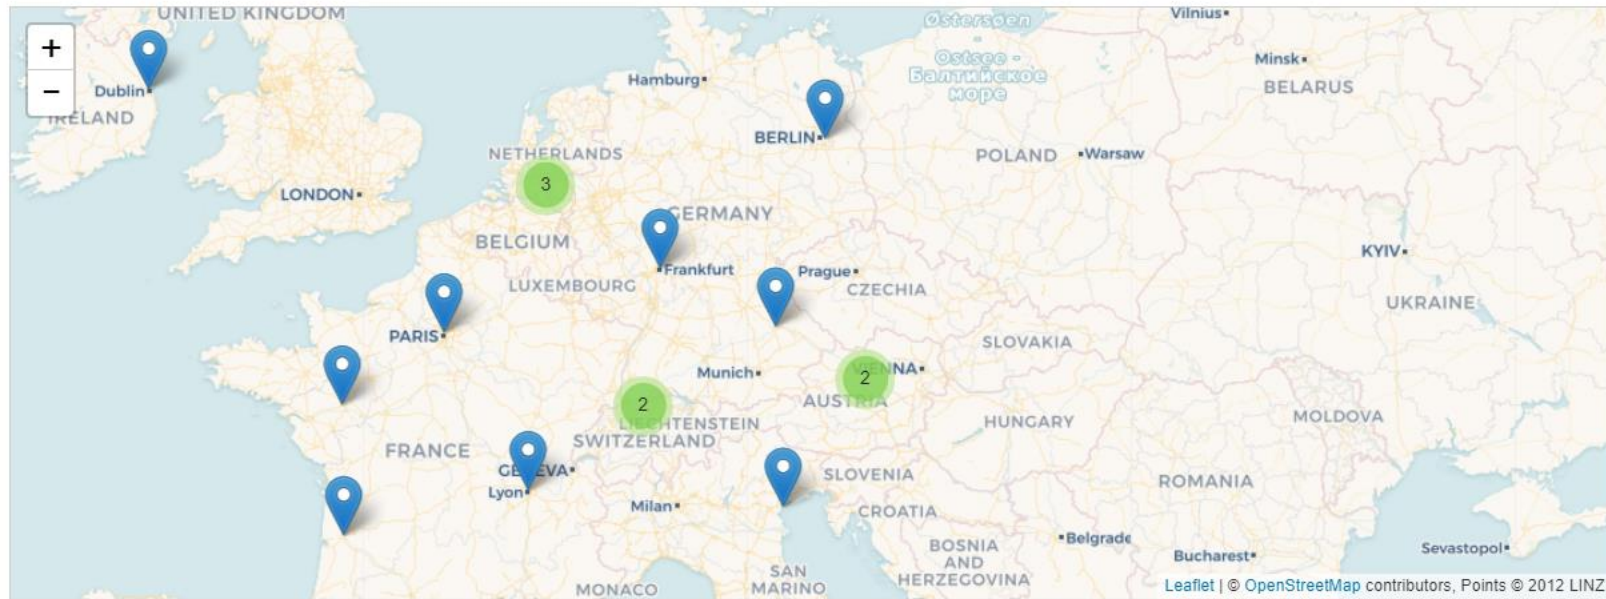 UNITED KINGDOM
Vilnius
Østersøen
-
Ostsee -
Балтийское
море
+
−
Hamburg
Minsk
BELARUS
Dublin
IRELAND
BERLIN
NETHERLANDS
POLAND
Warsaw
3
LONDON
GERMANY
BELGIUM
KYIV
Frankfurt
Prague
LUXEMBOURG
CZECHIA
UKRAINE
PARIS
SLOVAKIA
Munich
VIENNA
2
AUSTRIA
2
LIECHTENSTEIN
SWITZERLAND
HUNGARY
MOLDOVA
FRANCE
GENEVA
SLOVENIA
Lyon
ROMANIA
Milan
CROATIA
Belgrade
BOSNIA
AND
HERZEGOVINA
Bucharest
Sevastopol
SAN
MARINO
MONACO
Leaflet | © OpenStreetMap contributors, Points © 2012 LINZ